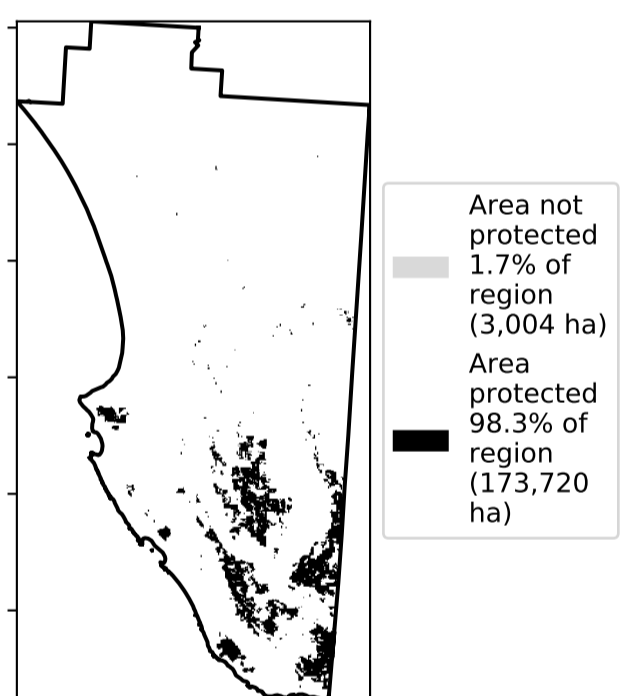 Area not
protected
1.7% of
region
(3,004 ha)
Area
protected
98.3% of
region
(173,720
ha)